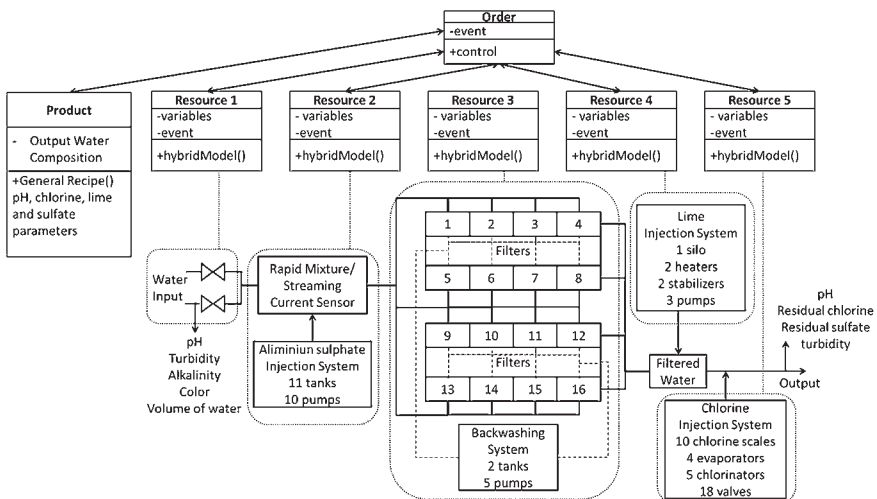 Order
-event
+control
Product
- Output Water
Composition
+General Recipe()
pH, chlorine, lime
and sulfate
parameters
Resource 1
-variables
-event
+hybridModel()
Resource 2
- variables
-event
+hybridModel()
Resource 3
- variables
-event
+hybridModel()
Resource 4
- variables
-event
+hybridModel()
Resource 5
- variables
-event
+hybridModel()
Water
Input
pH
Turbidity
Alkalinity
Color
Volume of water
Rapid Mixture/
Streaming
Current Sensor
Aliminiun sulphate
Injection System
11 tanks
10 pumps
1 2 3 4
Filters
5 6 7 8
9 10 11 12
Filters
13 14 15 16
Backwashing
System
2 tanks
5 pumps
Lime
Injection System
1 silo
2 heaters
2 stabilizers
3 pumps
Filtered
Water
pH
Residual chlorine
Residual sulfate
turbidity
Output
Chlorine
Injection System
10 chlorine scales
4 evaporators
5 chlorinators
18 valves